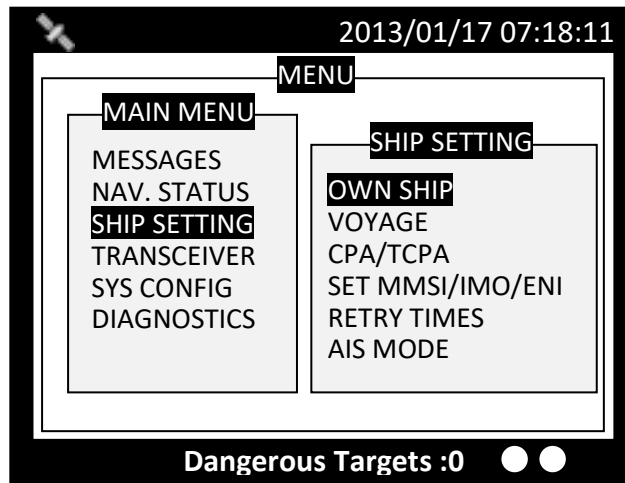 2013/01/17 07:18:11
MENU
MAIN MENU
MESSAGES
NAV. STATUS
SHIP SETTING
TRANSCEIVER
SYS CONFIG
DIAGNOSTICS
SHIP SETTING
OWN SHIP
VOYAGE
CPA/TCPA
SET MMSI/IMO/ENI
RETRY TIMES
AIS MODE
Dangerous Targets :0